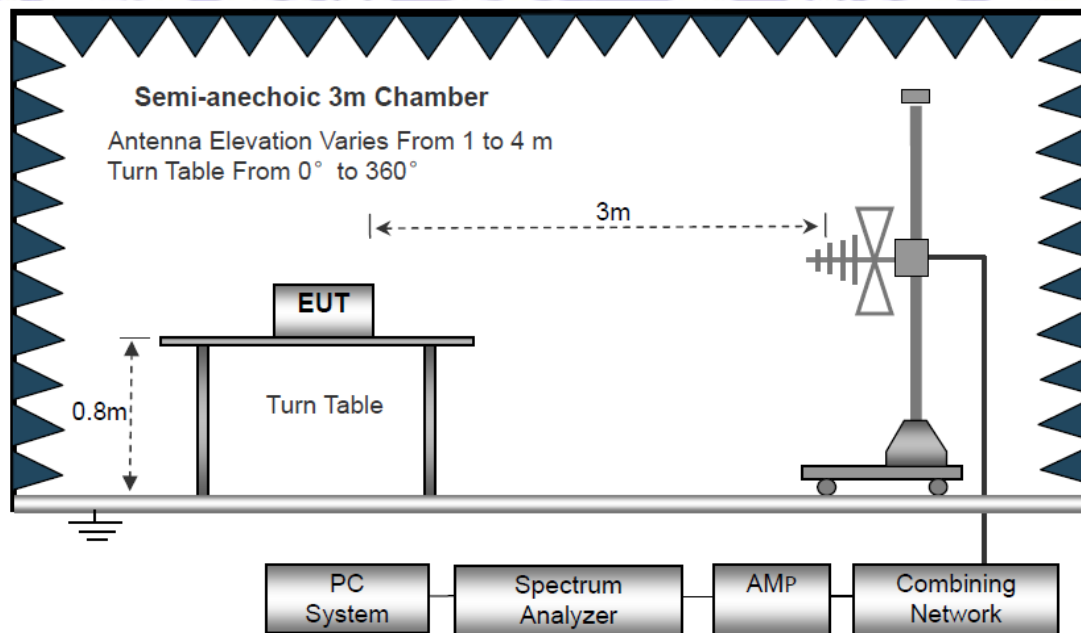 Semi-anechoic 3m Chamber
Antenna Elevation Varies From 1 to 4 m
Turn Table From 0° to 360°
3m
EUT
0.8m
Turn Table
PC
System
Spectrum
Analyzer
AMP
Combining
Network